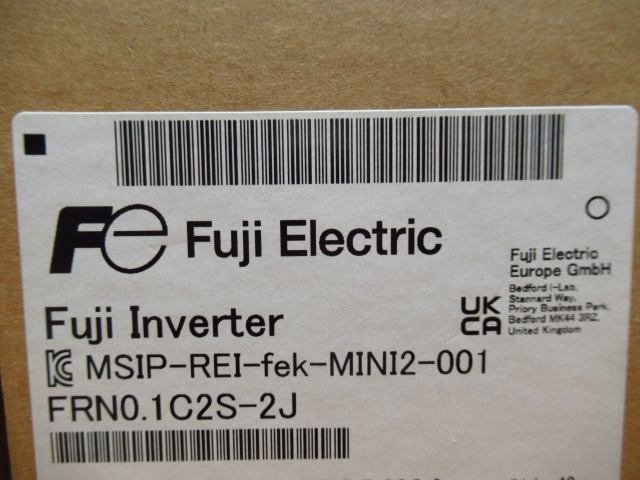 Fe Fuji Electric
Fuji Electric
Europe GmbH
Bedford I-Lab,
Stannard Way,
Priory Business Park,
Bedford MK44 3RZ,
United Kingdom
UK
CA
Fuji Inverter
MSIP-REI-fek-MINI2-001
FRN0.1C2S-2J